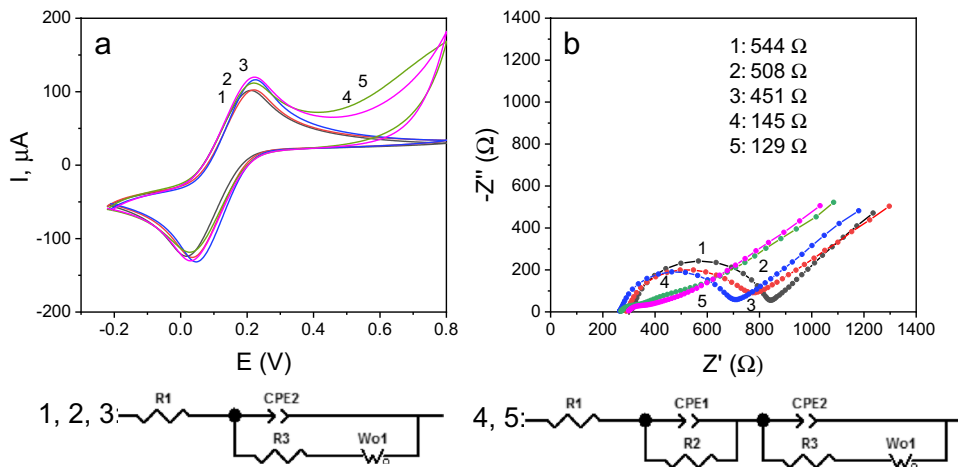 a
200
100
0
-100
-200
I, µA
-0.2
0.0
0.2
0.4
0.6
0.8
E (V)
1
2
3
4
5
b
1: 544 Ω
2: 508 Ω
3: 451 Ω
4: 145 Ω
5: 129 Ω
1400
1200
1000
800
600
400
200
0
-Z" (Ω)
0
200
400
600
800
1000
1200
1400
Z' (Ω)
1
2
3
4
5
1, 2, 3:
R1
CPE2
R3
Wo1
4, 5:
R1
CPE1
R2
CPE2
R3
Wo1